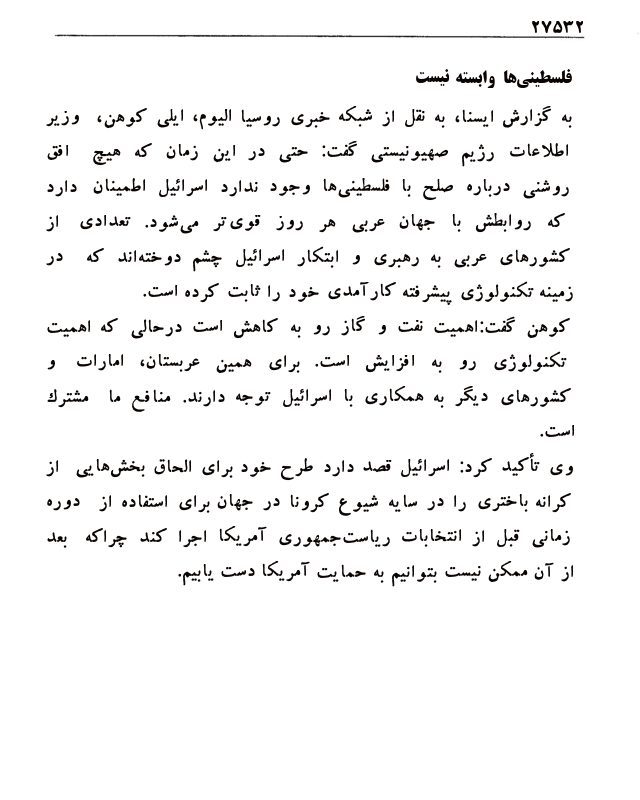 ۲۷۵۳۲
فلسطینی‌ها وابسته نیست
به گزارش ایسنا، به نقل از شبکه خبری روسیا الیوم، ایلی کوهن، وزیر
اطلاعات رژیم صهیونیستی گفت: حتی در این زمان که هیچ افق
روشنی درباره صلح با فلسطینی‌ها وجود ندارد اسرائیل اطمینان دارد
که روابطش با جهان عربی هر روز قوی‌تر می‌شود. تعدادی از
کشورهای عربی به رهبری و ابتکار اسرائیل چشم دوخته‌اند که در
زمینه تکنولوژی پیشرفته کارآمدی خود را ثابت کرده است.
کوهن گفت:اهمیت نفت و گاز رو به کاهش است درحالی که اهمیت
تکنولوژی رو به افزایش است. برای همین عربستان، امارات و
کشورهای دیگر به همکاری با اسرائیل توجه دارند. منافع ما مشترك
است.
وی تأکید کرد: اسرائیل قصد دارد طرح خود برای الحاق بخش‌هایی از
کرانه باختری را در سایه شیوع کرونا در جهان برای استفاده از دوره
زمانی قبل از انتخابات ریاست‌جمهوری آمریکا اجرا کند چراکه بعد
از آن ممکن نیست بتوانیم به حمایت آمریکا دست یابیم.